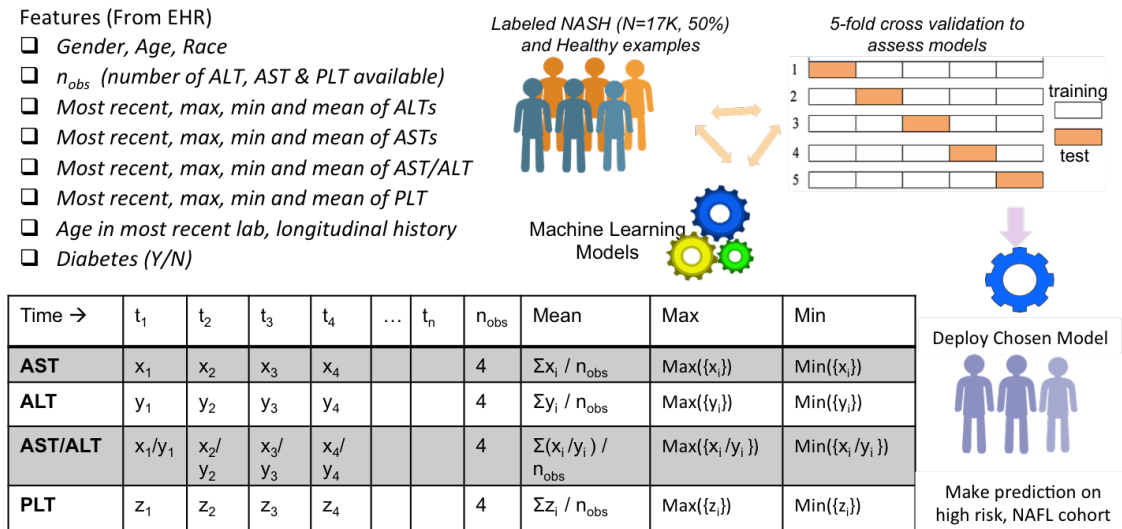 Features (From EHR)
❑ Gender, Age, Race
❑ nobs (number of ALT, AST & PLT available)
❑ Most recent, max, min and mean of ALTs
❑ Most recent, max, min and mean of ASTs
❑ Most recent, max, min and mean of AST/ALT
❑ Most recent, max, min and mean of PLT
❑ Age in most recent lab, longitudinal history
❑ Diabetes (Y/N)
Labeled NASH (N=17K, 50%)
and Healthy examples
Machine Learning
Models
5-fold cross validation to
assess models
1
2
3
4
5
training
test
Deploy Chosen Model
Make prediction on
high risk, NAFL cohort
Time → t1 t2 t3 t4 … tn nobs Mean Max Min
AST x1 x2 x3 x4 4 Σxi / nobs Max({xi}) Min({xi})
ALT y1 y2 y3 y4 4 Σyi / nobs Max({yi}) Min({yi})
AST/ALT x1/y1 x2/ x3/ x4/ 4 Σ(xi/yi ) / Max({xi/yi }) Min({xi/yi })
y2 y3 y4 nobs
PLT z1 z2 z3 z4 4 Σzi / nobs Max({zi}) Min({zi})